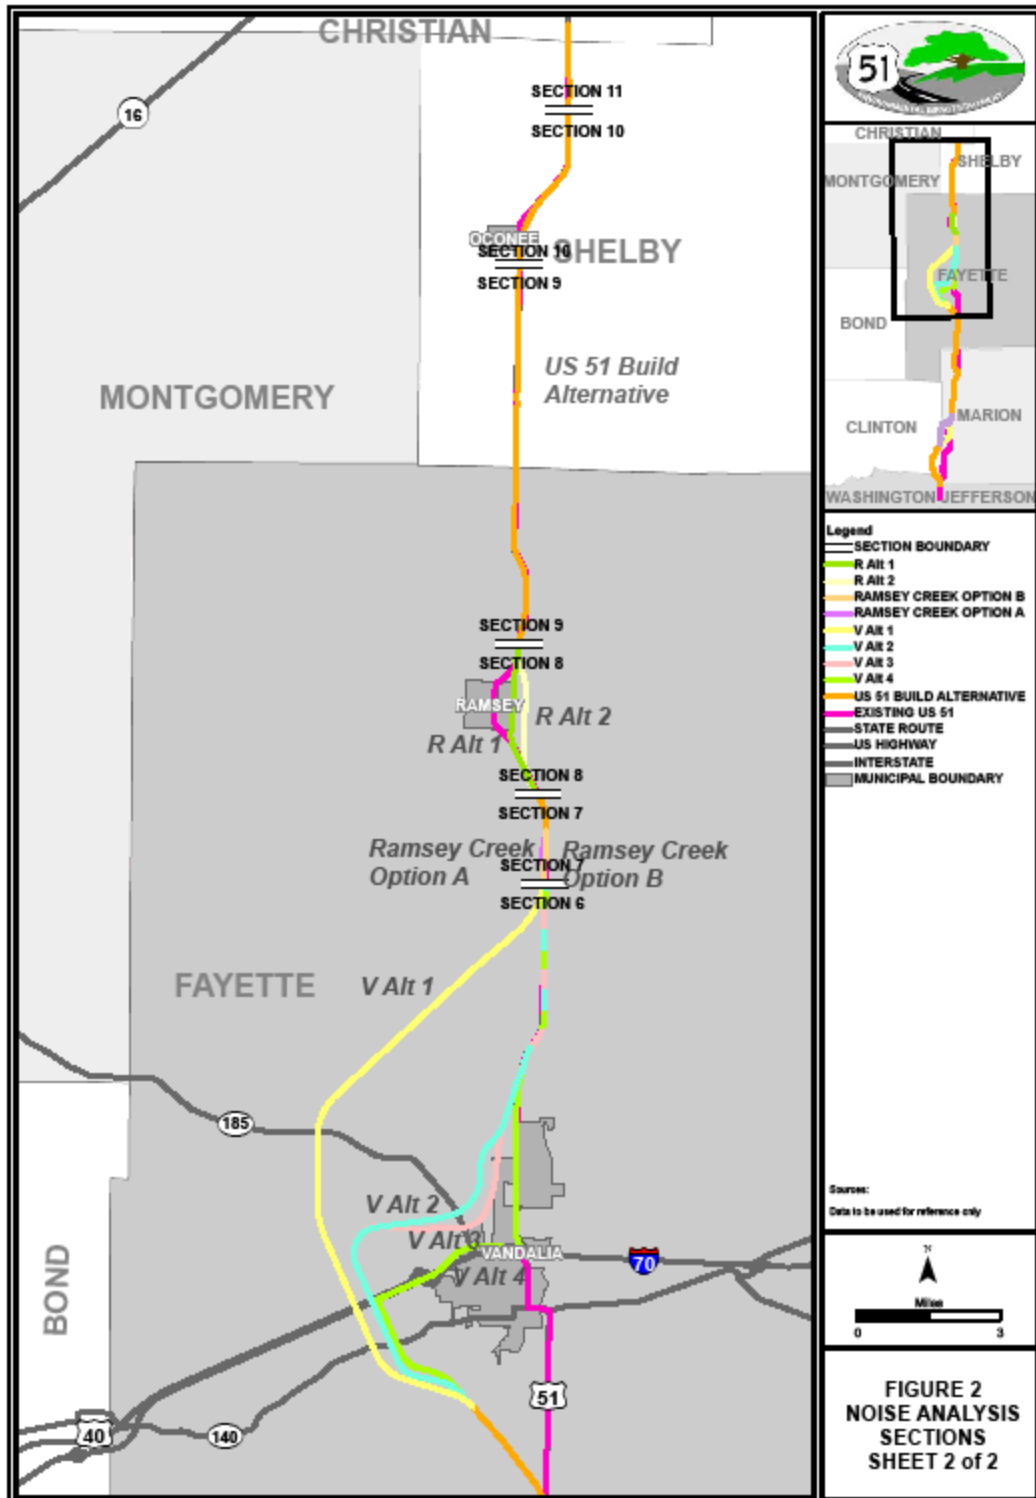 CHRISTIAN
16
SECTION 11
SECTION 10
OCONEE
SECTION 10
SHELBY
SECTION 9
US 51 Build
Alternative
MONTGOMERY
SECTION 9
SECTION 8
RAMSEY
R Alt 2
R Alt 1
SECTION 8
SECTION 7
Ramsey Creek
Option A
Ramsey Creek
Option B
SECTION 7
SECTION 6
FAYETTE
V Alt 1
185
V Alt 2
V Alt 3
VANDALIA
70
V Alt 4
BOND
51
40
140
51
CHRISTIAN
SHELBY
MONTGOMERY
FAYETTE
BOND
MARION
CLINTON
WASHINGTON
JEFFERSON
Legend
SECTION BOUNDARY
R Alt 1
R Alt 2
RAMSEY CREEK OPTION B
RAMSEY CREEK OPTION A
V Alt 1
V Alt 2
V Alt 3
V Alt 4
US 51 BUILD ALTERNATIVE
EXISTING US 51
STATE ROUTE
US HIGHWAY
INTERSTATE
MUNICIPAL BOUNDARY
Sources:
Data to be used for reference only
N
Miles
0 3
FIGURE 2
NOISE ANALYSIS
SECTIONS
SHEET 2 of 2